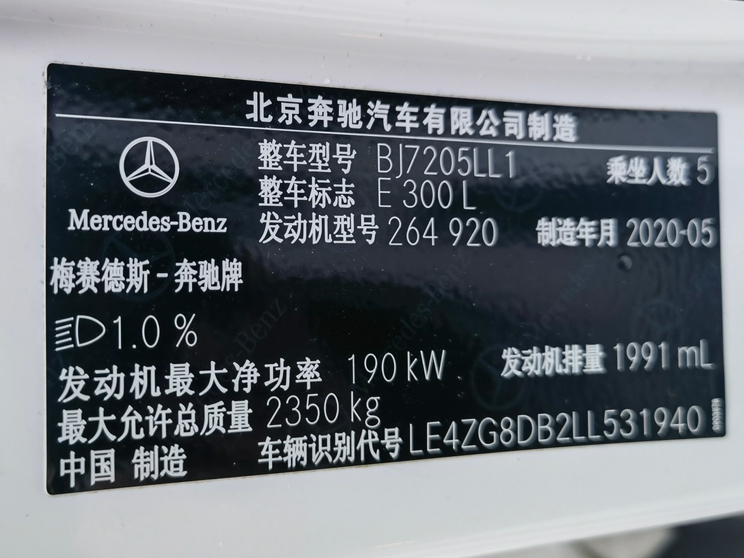 北京奔驰汽车有限公司制造
Mercedes-Benz
整车型号 BJ7205LL1 乘坐人数 5
整车标志 E 300 L
发动机型号 264 920 制造年月 2020-05
梅赛德斯-奔驰牌
1.0 %
发动机最大净功率 190 kW 发动机排量 1991 mL
最大允许总质量 2350 kg
中国 制造 车辆识别代号 LE4ZG8DB2LL531940